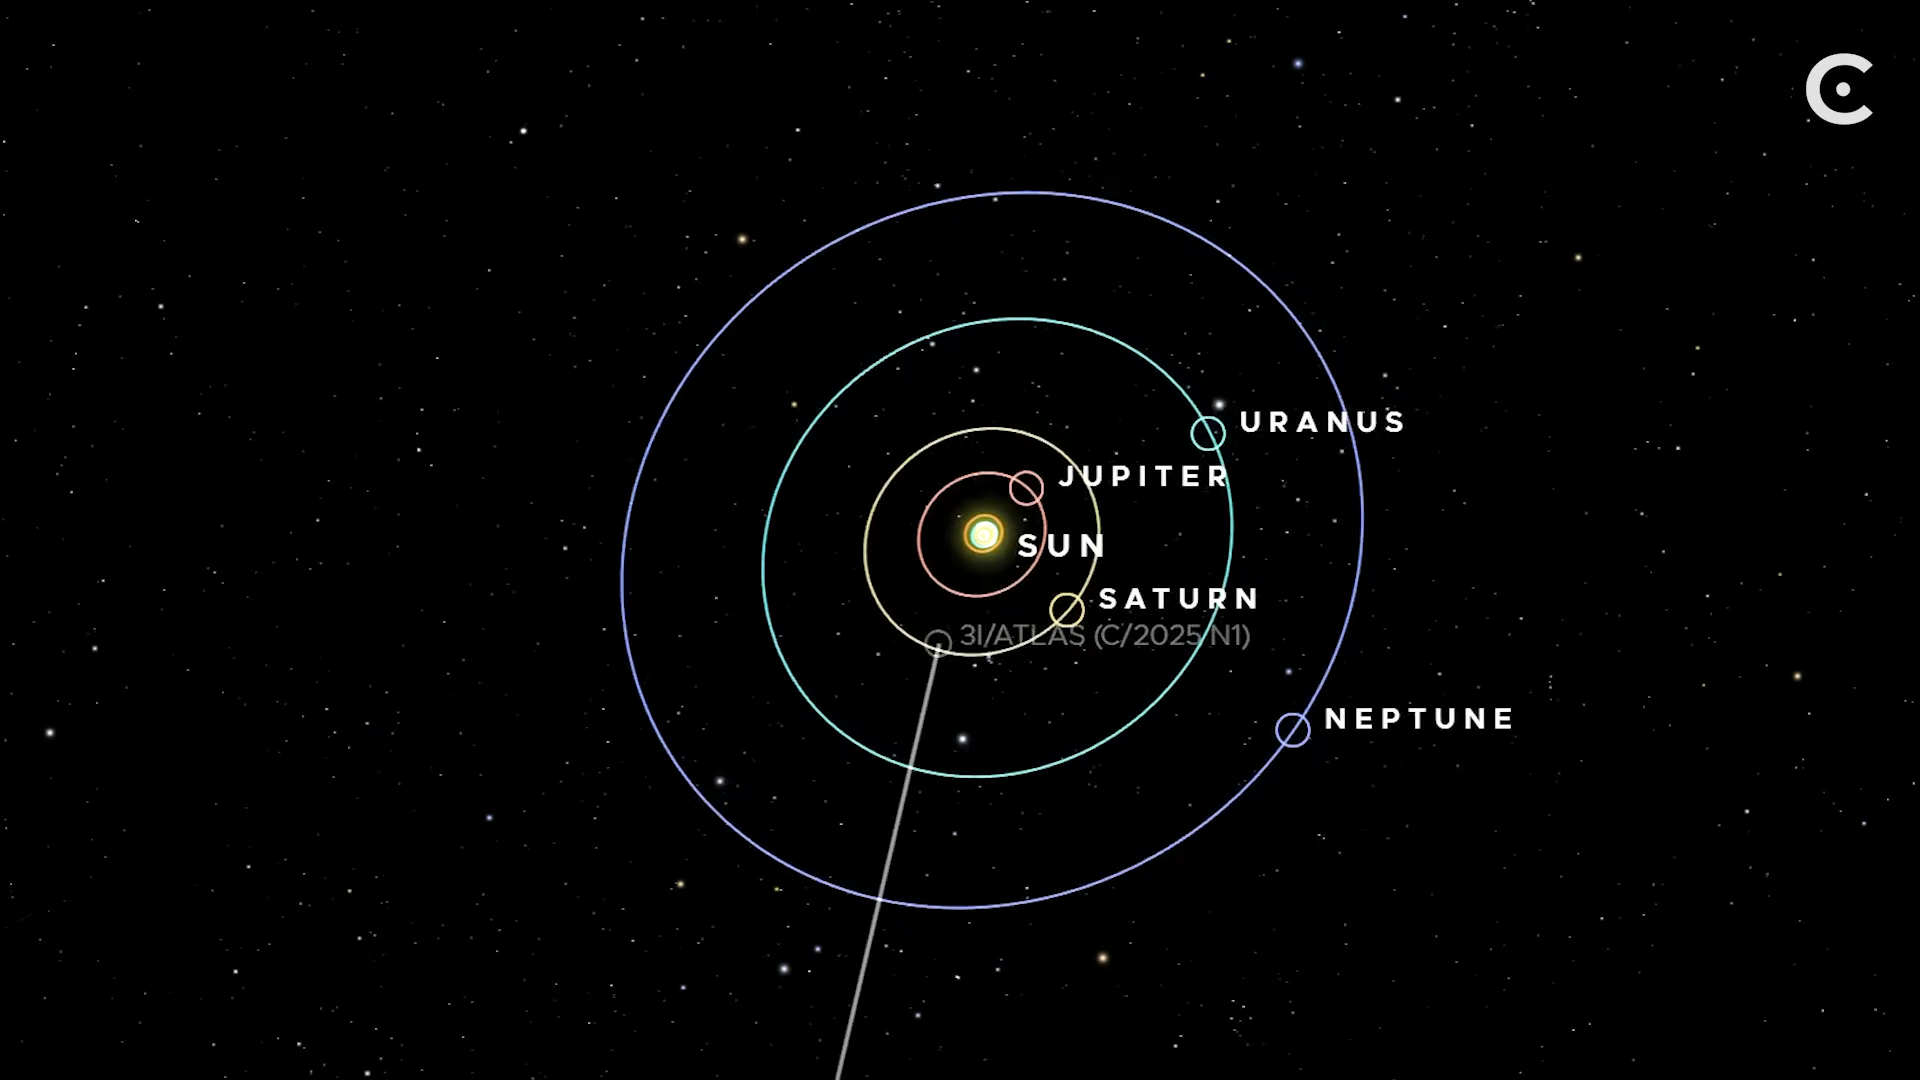 URANUS
JUPITER
SUN
SATURN
3I/ATLAS (C/2025 N1)
NEPTUNE